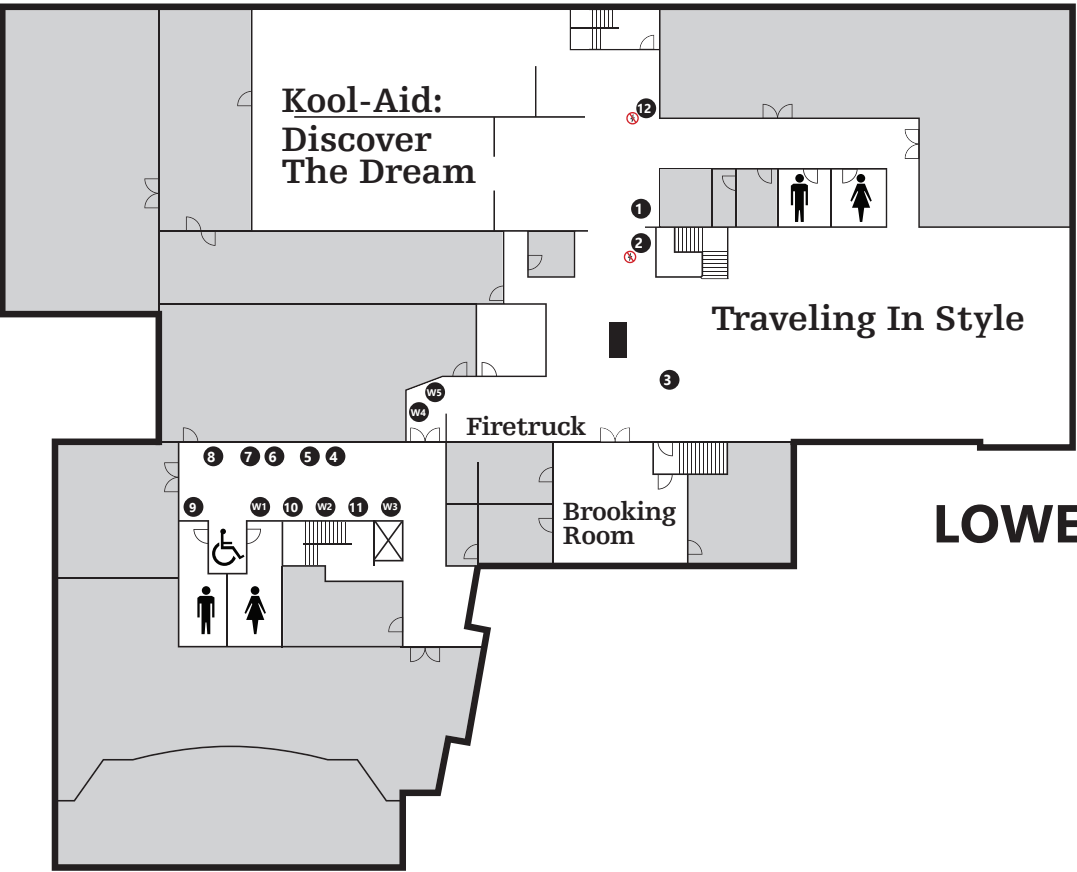 Kool-Aid:
Discover
The Dream
12
1
2
Traveling In Style
3
W5
W4
Firetruck
8 7 6 5 4
9 W1 10 W2 11 W3
Brooking
Room
LOWE